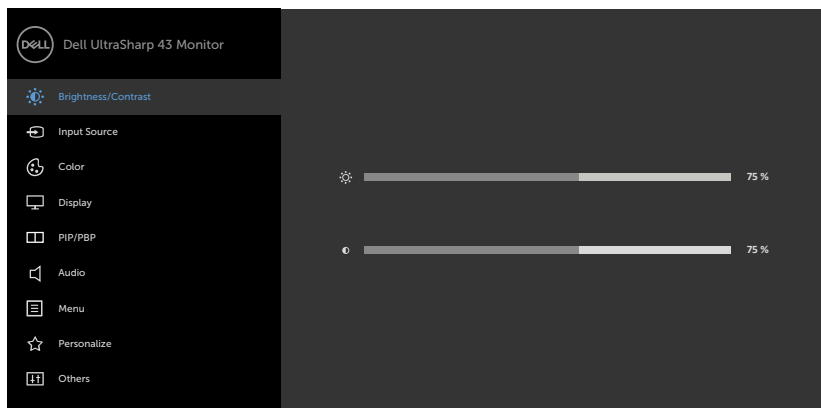 DELL
Dell UltraSharp 43 Monitor
Brightness/Contrast
Input Source
Color
Display
PIP/PBP
Audio
Menu
Personalize
Others
75 %
75 %